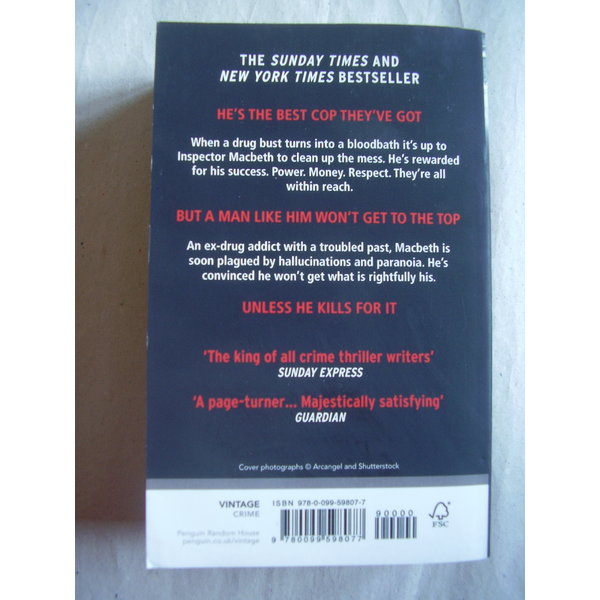 THE SUNDAY TIMES AND
NEW YORK TIMES BESTSELLER
HE'S THE BEST COP THEY'VE GOT
When a drug bust turns into a bloodbath it's up to
Inspector Macbeth to clean up the mess. He's rewarded
for his success. Power. Money. Respect. They're all
within reach.
BUT A MAN LIKE HIM WON'T GET TO THE TOP
An ex-drug addict with a troubled past, Macbeth is
soon plagued by hallucinations and paranoia. He's
convinced he won't get what is rightfully his.
UNLESS HE KILLS FOR IT
'The king of all crime thriller writers'
SUNDAY EXPRESS
'A page-turner... Majestically satisfying'
GUARDIAN
Cover photographs © Arcangel and Shutterstock
VINTAGE
CRIME
Penguin Random House
penguin.co.uk/vintage
ISBN 978-0-099-59807-7
90000
9 780099 598077
FSC